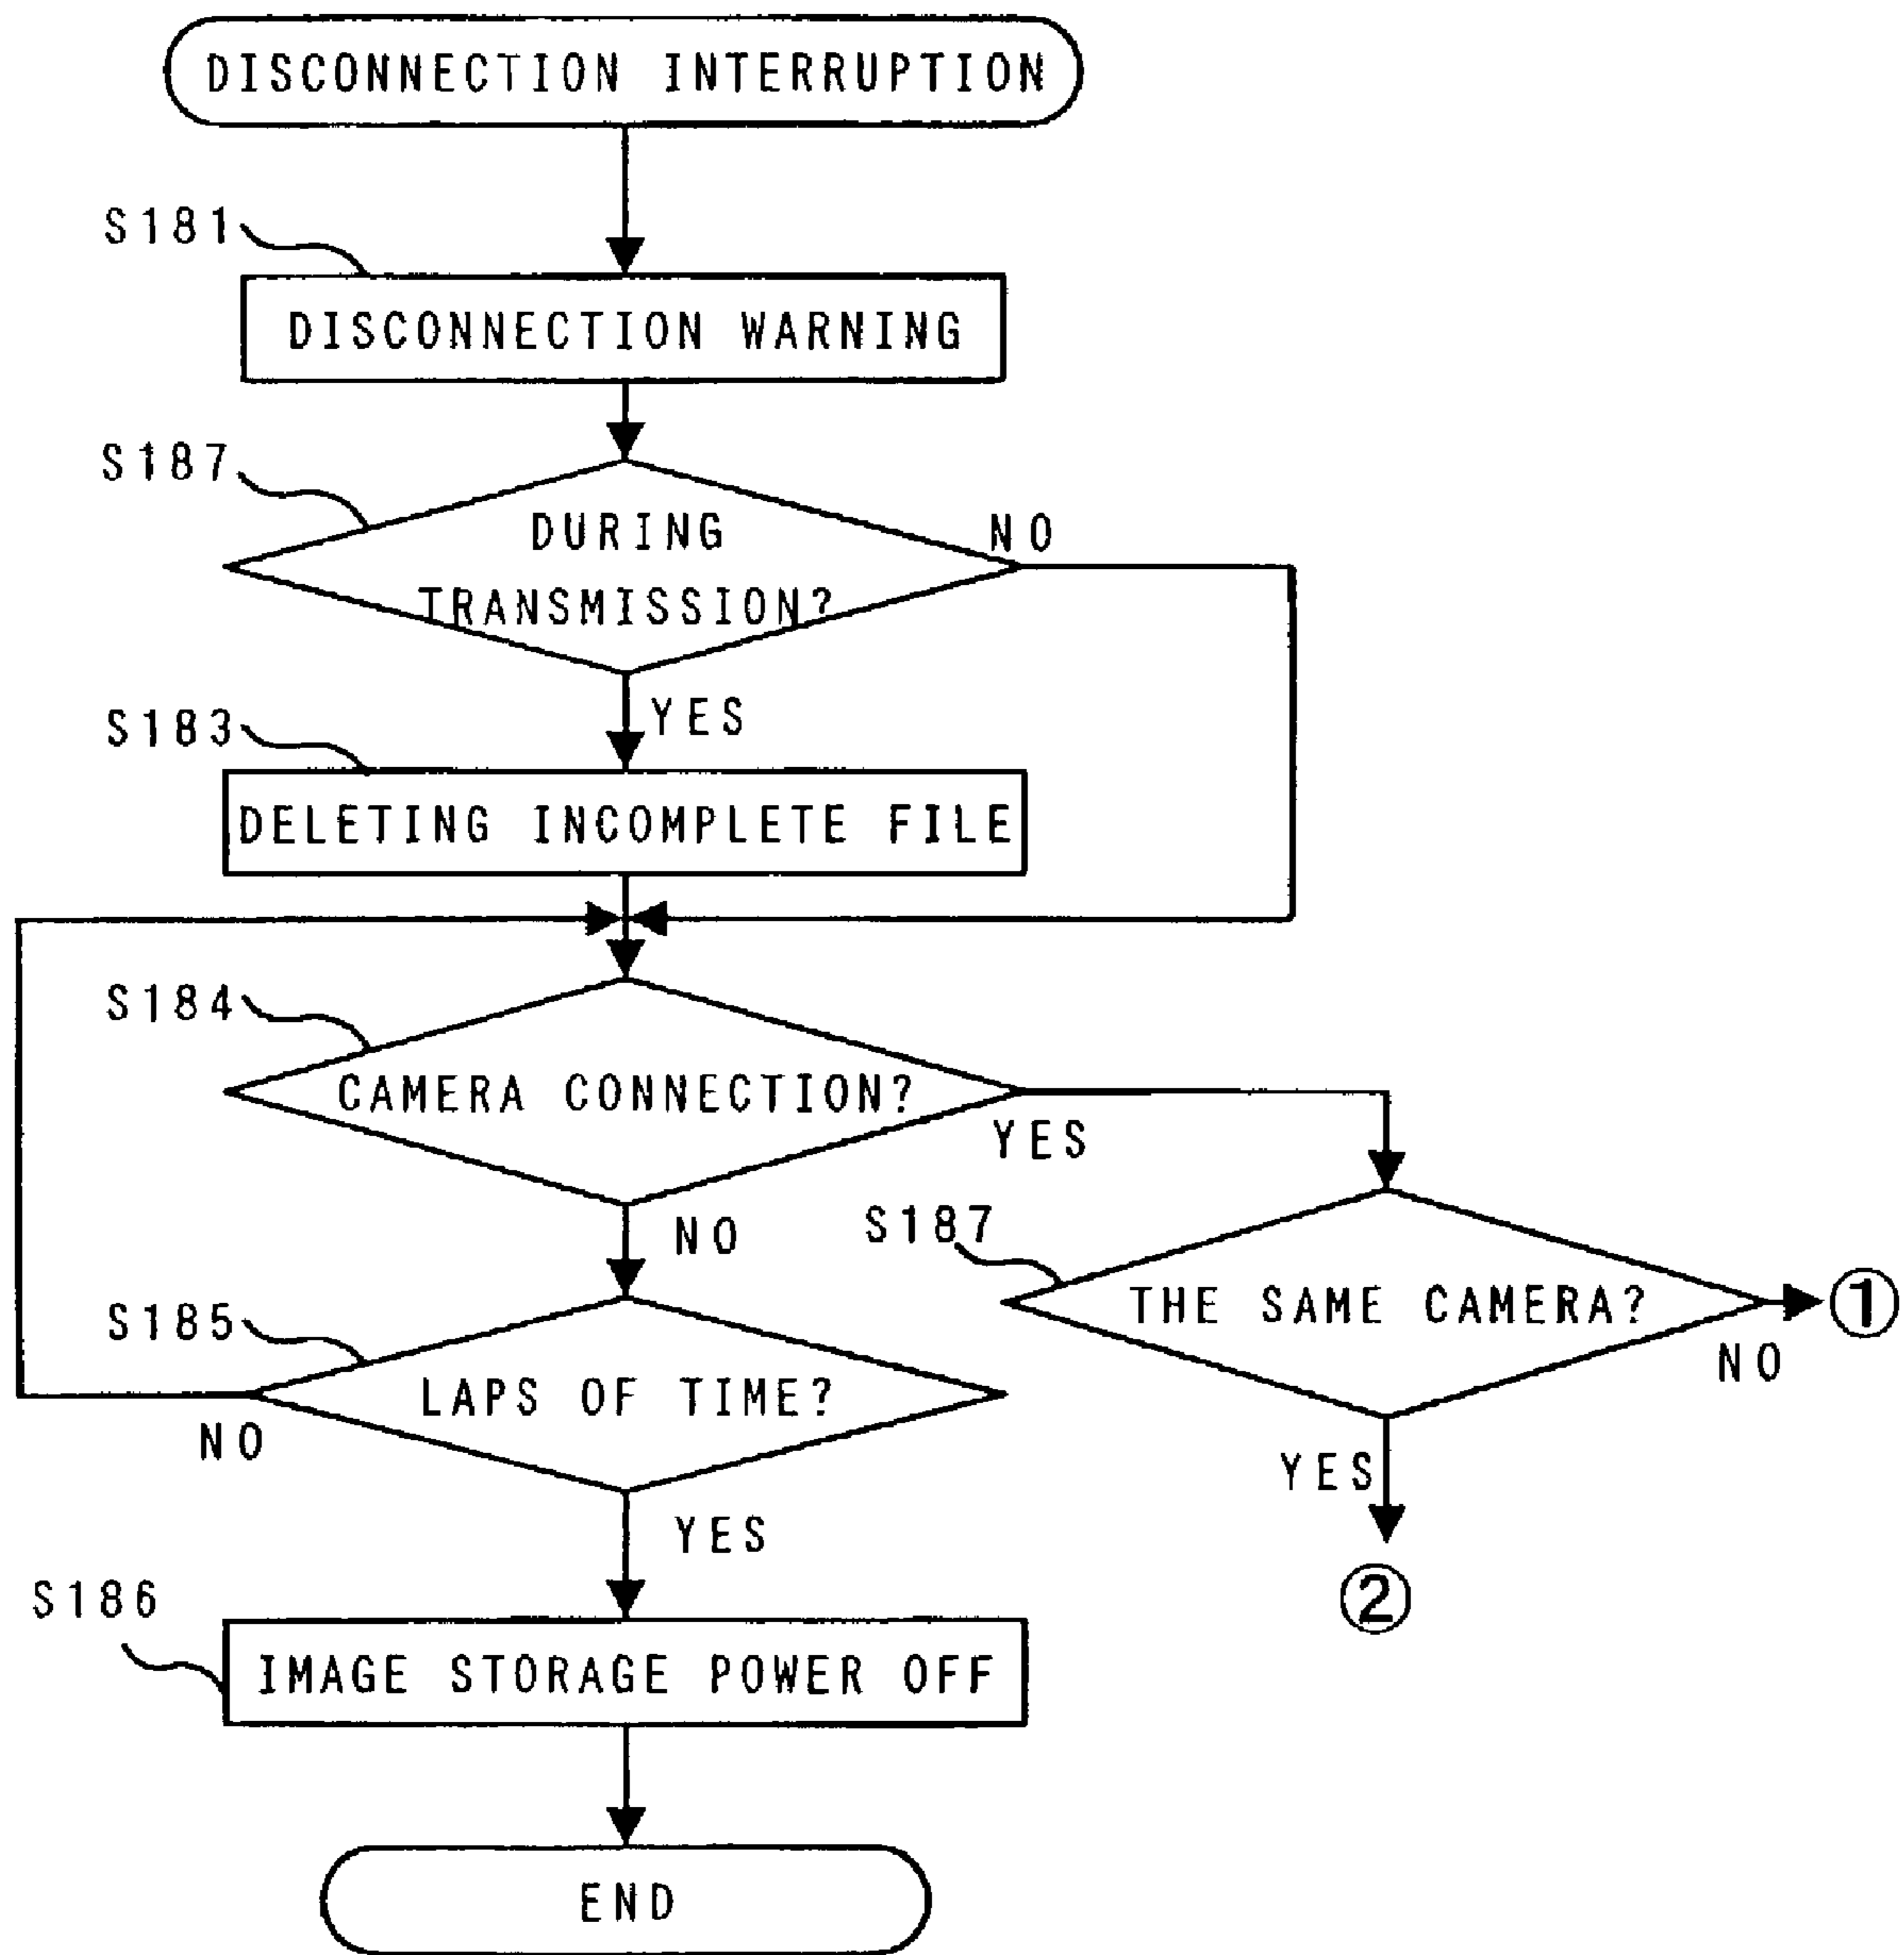 DISCONNECTION INTERRUPTION
S181
DISCONNECTION WARNING
S187
DURING
TRANSMISSION?
NO
YES
S183
DELETING INCOMPLETE FILE
S184
CAMERA CONNECTION?
YES
NO
S187
THE SAME CAMERA?
①
NO
YES
②
S185
LAPS OF TIME?
NO
YES
S186
IMAGE STORAGE POWER OFF
END